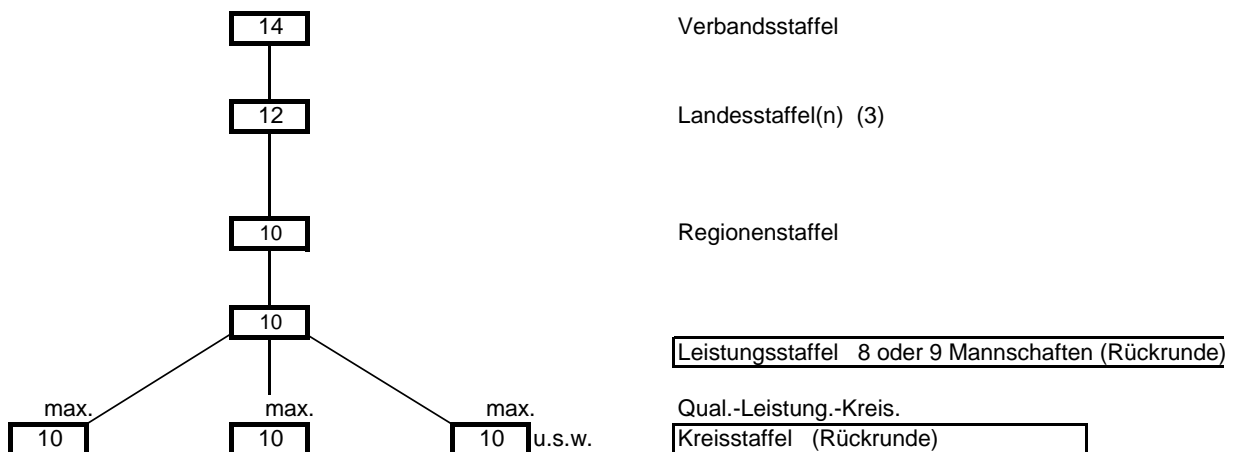 14 Verbandsstaffel
12 Landesstaffel(n) (3)
10 Regionenstaffel
10
Leistungsstaffel 8 oder 9 Mannschaften (Rückrunde)
max. max. max. Qual.-Leistung.-Kreis.
10 10 10 u.s.w. Kreisstaffel (Rückrunde)